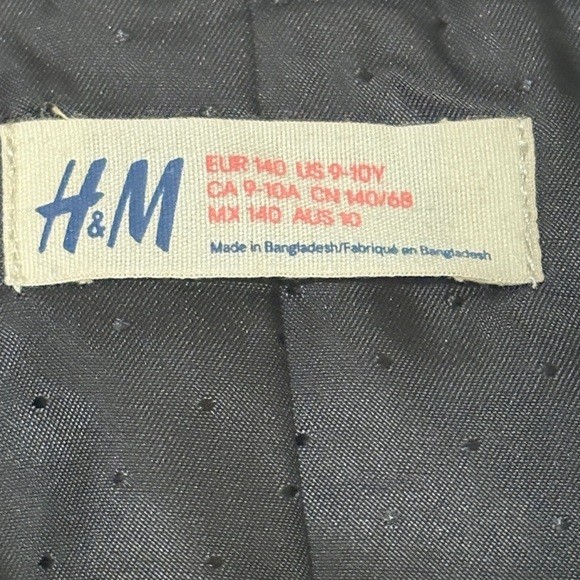 H&M
EUR 140 US 9-10Y
CA 9-10A CN 140/68
MX 140 AUS 10
Made in Bangladesh/Fabriqué en Bangladesh